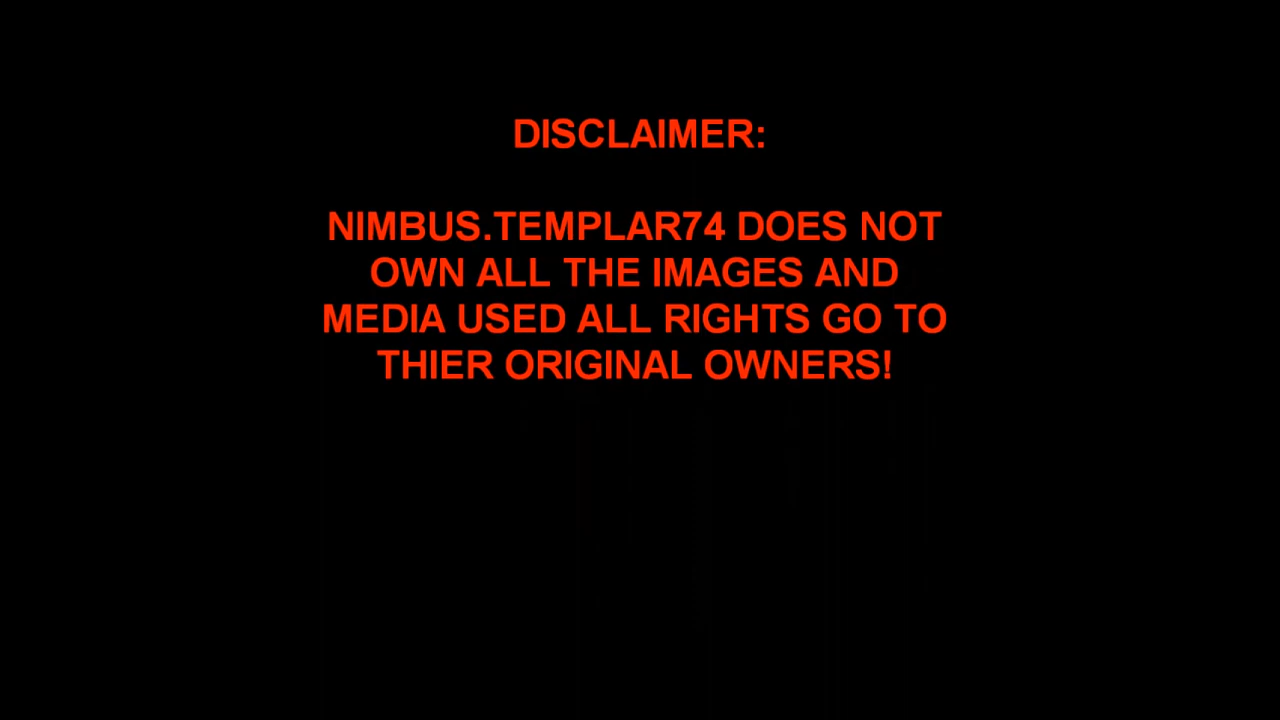 DISCLAIMER:
NIMBUS.TEMPLAR74 DOES NOT
OWN ALL THE IMAGES AND
MEDIA USED ALL RIGHTS GO TO
THIER ORIGINAL OWNERS!